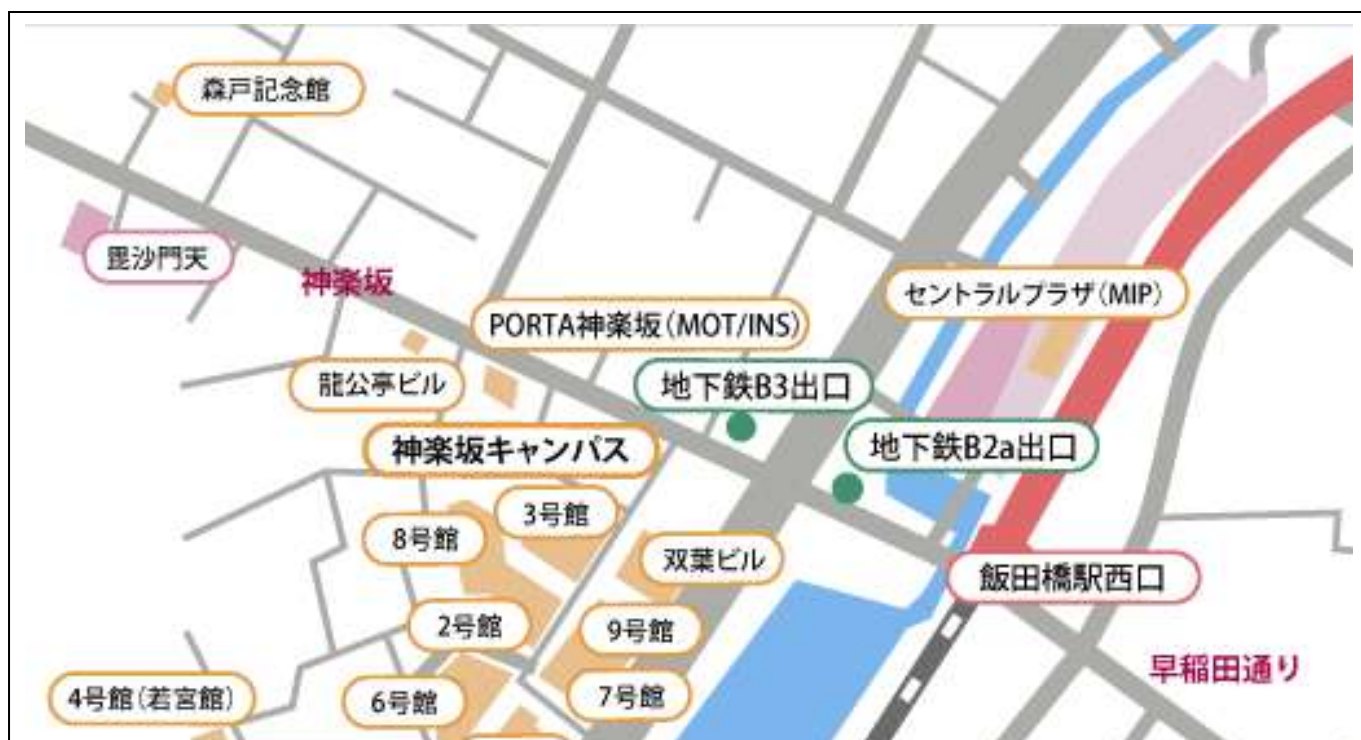 森戸記念館
毘沙門天
神楽坂
セントラルプラザ(MIP)
PORTA神楽坂(MOT/INS)
龍公亭ビル
地下鉄B3出口
神楽坂キャンパス
地下鉄B2a出口
3号館
8号館
双葉ビル
飯田橋駅西口
2号館
9号館
早稲田通り
4号館(若宮館)
6号館
7号館